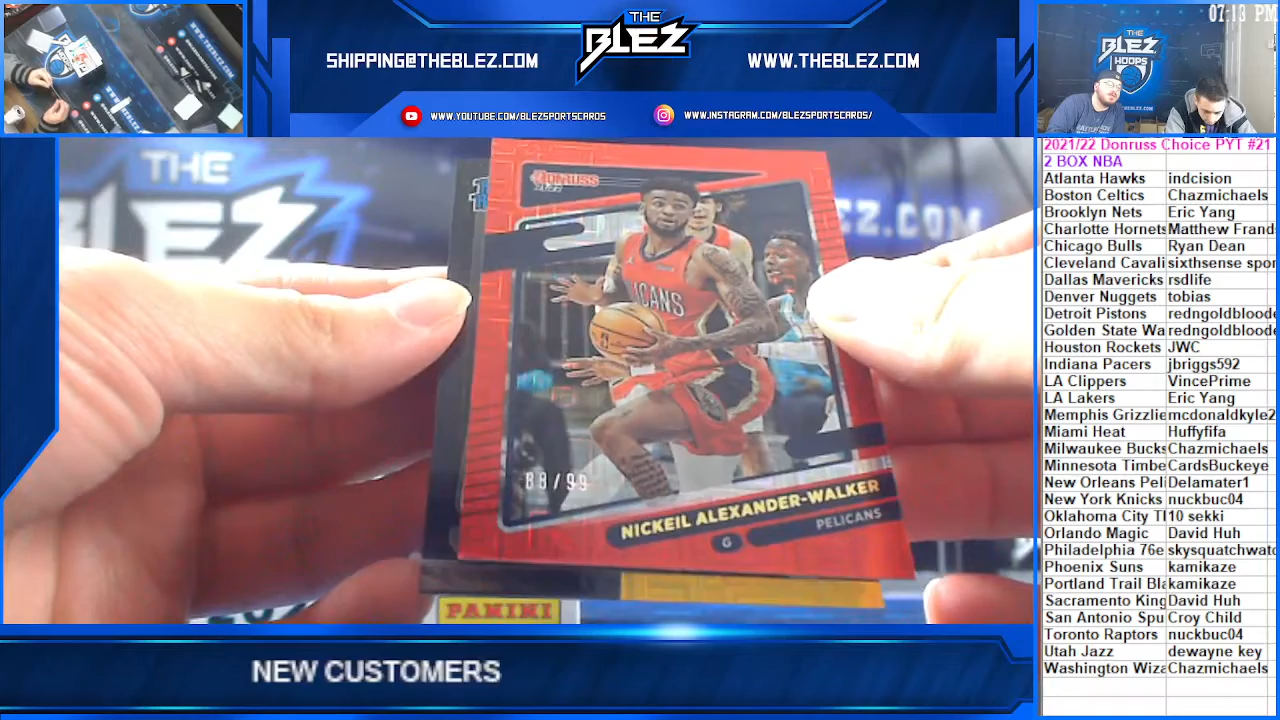 07:13 PM
THE
BLEZ
SHIPPING@THEBLEZ.COM
WWW.THEBLEZ.COM
WWW.YOUTUBE.COM/BLEZSPORTSCARDS
WWW.INSTAGRAM.COM/BLEZSPORTSCARDS/
THE
BLEZ
HOOPS
2021/22 Donruss Choice PYT #21
2 BOX NBA
Atlanta Hawks indcision
Boston Celtics Chazmichaels
Brooklyn Nets Eric Yang
Charlotte Hornets Matthew Frands
Chicago Bulls Ryan Dean
Cleveland Cavali sixthsense spor
Dallas Mavericks rsdlife
Denver Nuggets tobias
Detroit Pistons redngoldbloode
Golden State Wa redngoldbloode
Houston Rockets JWC
Indiana Pacers jbriggs592
LA Clippers VincePrime
LA Lakers Eric Yang
Memphis Grizzlie mcdonaldkyle2
Miami Heat Huffyfifa
Milwaukee Bucks Chazmichaels
Minnesota Timbe CardsBuckeye
New Orleans Peli Delamater1
New York Knicks nuckbuc04
Oklahoma City Tl 10 sekki
Orlando Magic David Huh
Philadelphia 76e skysquatchwatc
Phoenix Suns kamikaze
Portland Trail Bla kamikaze
Sacramento King David Huh
San Antonio Spu Croy Child
Toronto Raptors nuckbuc04
Utah Jazz dewayne key
Washington Wiza Chazmichaels
THE
EZ.COM
DONRUSS
ICANS
88/99
NICKEIL ALEXANDER-WALKER
G
PELICANS
PANINI
NEW CUSTOMERS